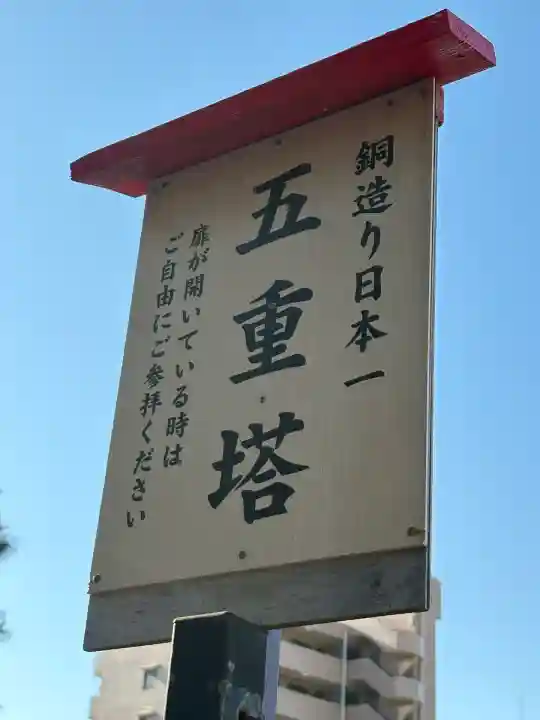 銅造り日本一
五重塔
扉が開いている時は
ご自由にご参拝ください